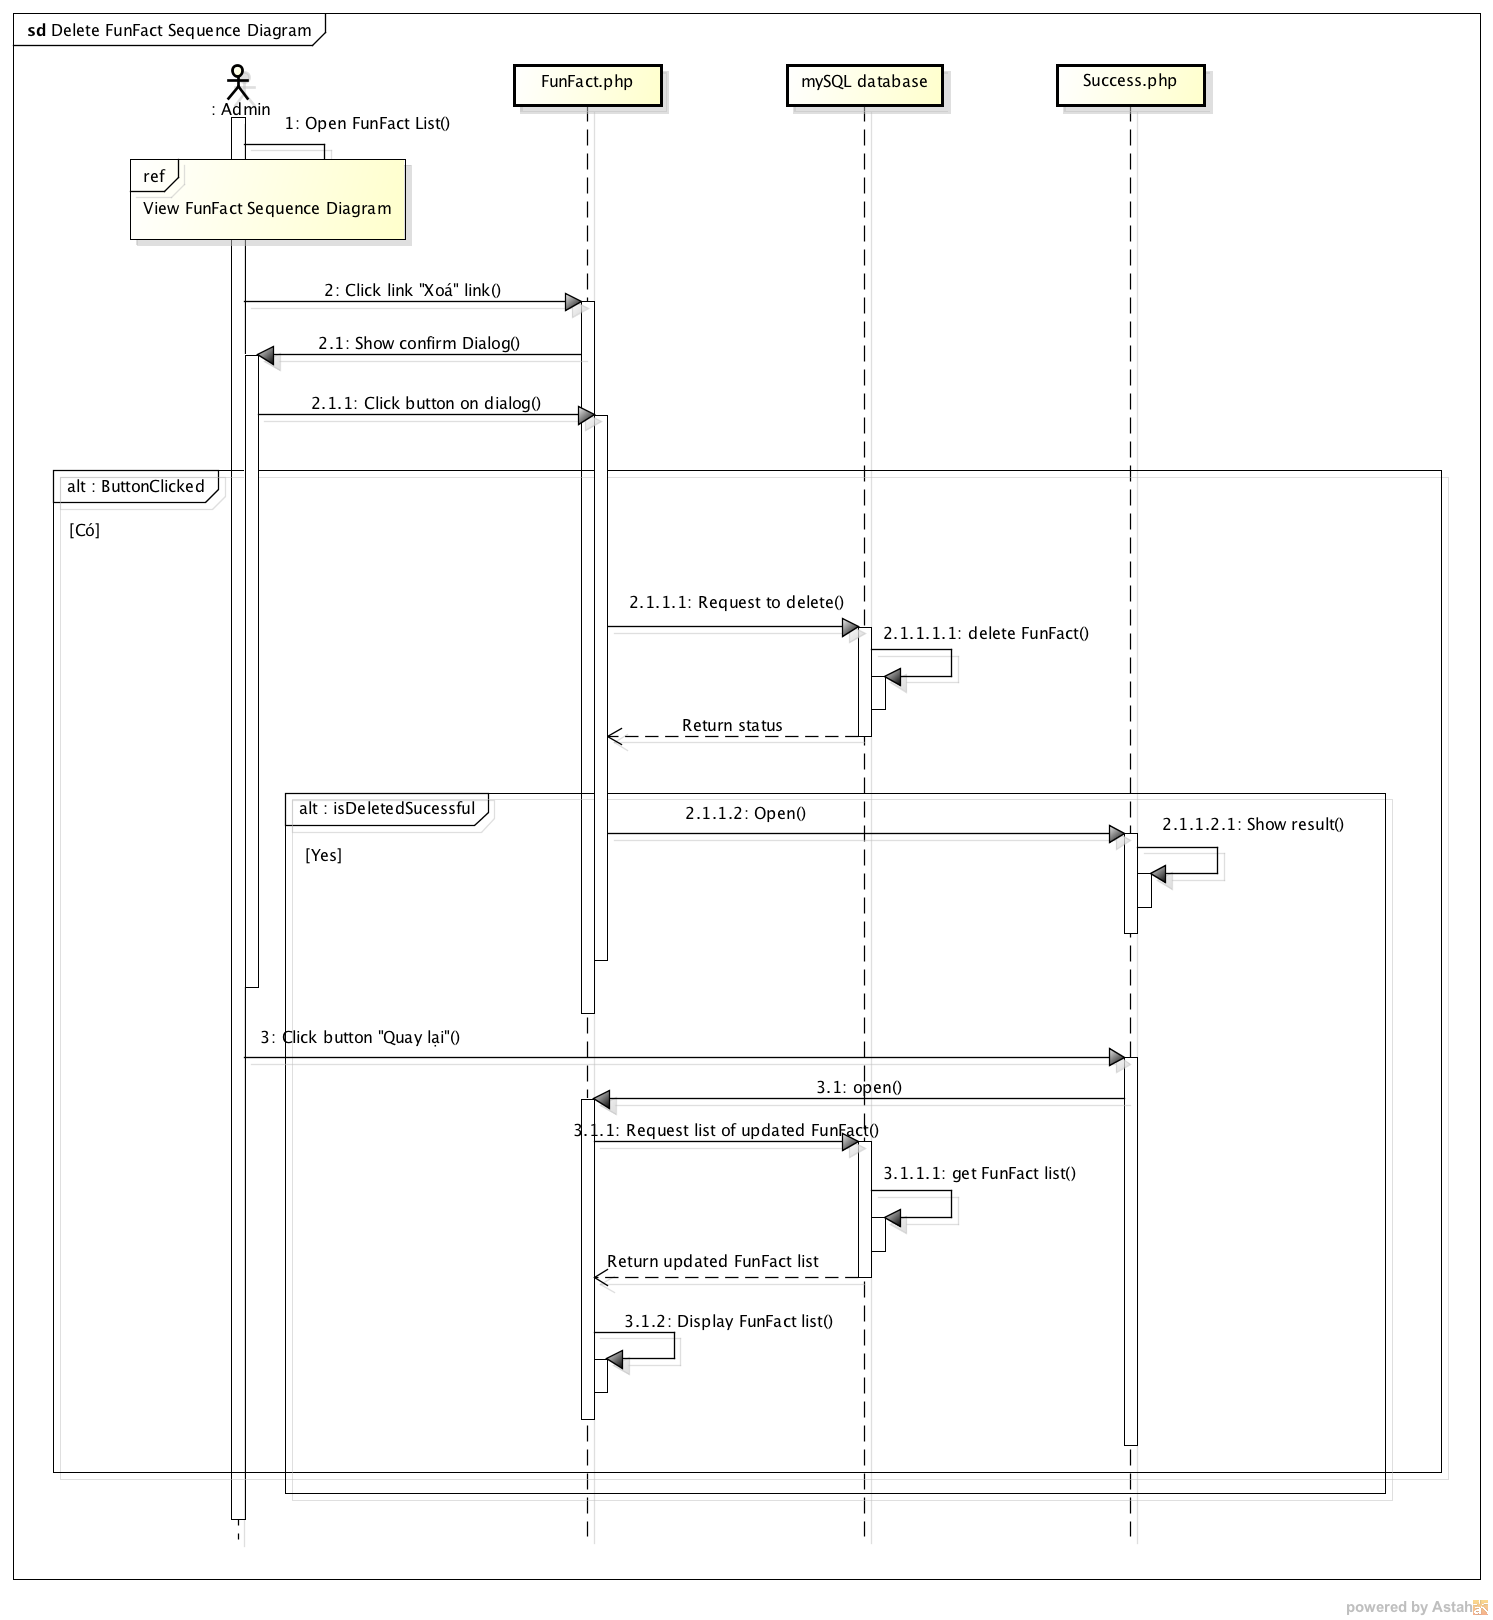 sd Delete FunFact Sequence Diagram
: Admin
FunFact.php
mySQL database
Success.php
1: Open FunFact List()
ref
View FunFact Sequence Diagram
2: Click link "Xoá" link()
2.1: Show confirm Dialog()
2.1.1: Click button on dialog()
alt : ButtonClicked
[Có]
2.1.1.1: Request to delete()
2.1.1.1.1: delete FunFact()
Return status
alt : isDeletedSucessful
2.1.1.2: Open()
2.1.1.2.1: Show result()
[Yes]
3: Click button "Quay lại"()
3.1: open()
3.1.1: Request list of updated FunFact()
3.1.1.1: get FunFact list()
Return updated FunFact list
3.1.2: Display FunFact list()
powered by Astah